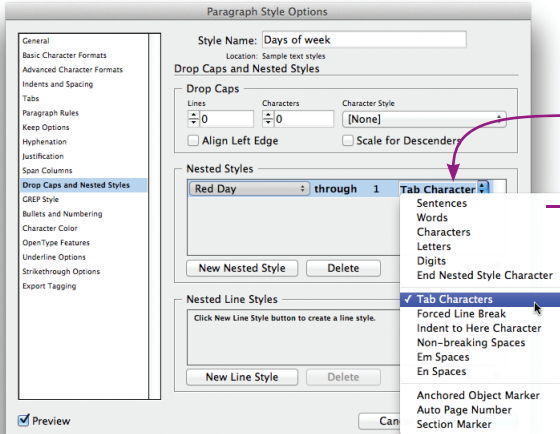 Paragraph Style Options
General
Basic Character Formats
Advanced Character Formats
Indents and Spacing
Tabs
Paragraph Rules
Keep Options
Hyphenation
Justification
Span Columns
Drop Caps and Nested Styles
GREP Style
Bullets and Numbering
Character Color
OpenType Features
Underline Options
Strikethrough Options
Export Tagging
Style Name: Days of week
Location: Sample text styles
Drop Caps and Nested Styles
Drop Caps
Lines Characters Character Style
0 0 [None]
Align Left Edge Scale for Descenders
Nested Styles
Red Day through 1 Tab Character
New Nested Style Delete
Nested Line Styles
Click New Line Style button to create a line style.
New Line Style Delete
Preview
Sentences
Words
Characters
Letters
Digits
End Nested Style Character
✓ Tab Characters
Forced Line Break
Indent to Here Character
Non-breaking Spaces
Em Spaces
En Spaces
Anchored Object Marker
Auto Page Number
Section Marker